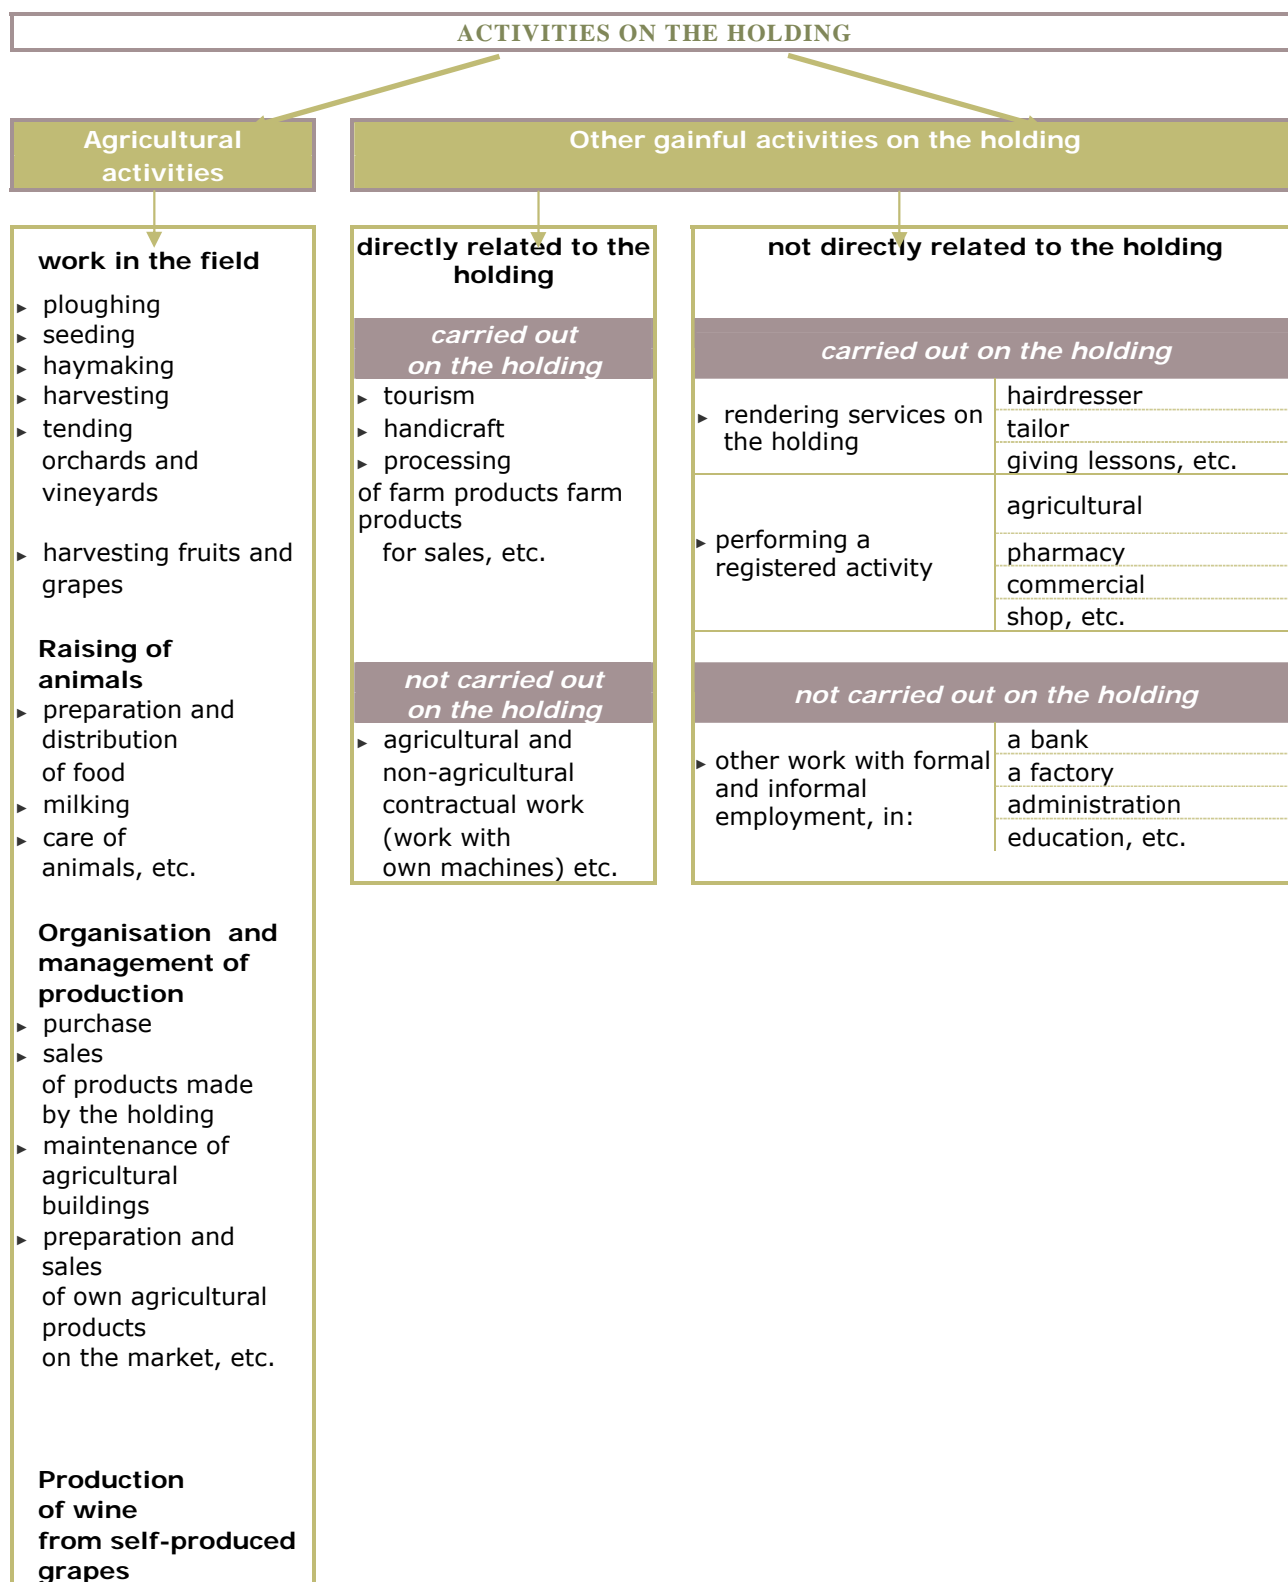 ACTIVITIES ON THE HOLDING
Agricultural
activities
Other gainful activities on the holding
work in the field
► ploughing
► seeding
► haymaking
► harvesting
► tending
orchards and
vineyards
► harvesting fruits and
grapes
Raising of
animals
► preparation and
distribution
of food
► milking
► care of
animals, etc.
Organisation and
management of
production
► purchase
► sales
of products made
by the holding
► maintenance of
agricultural
buildings
► preparation and
sales
of own agricultural
products
on the market, etc.
Production
of wine
from self-produced
grapes
directly related to the
holding
carried out
on the holding
► tourism
► handicraft
► processing
of farm products farm
products
for sales, etc.
not carried out
on the holding
► agricultural and
non-agricultural
contractual work
(work with
own machines) etc.
not directly related to the holding
carried out on the holding
► rendering services on
the holding
hairdresser
tailor
giving lessons, etc.
► performing a
registered activity
agricultural
pharmacy
commercial
shop, etc.
not carried out on the holding
► other work with formal
and informal
employment, in:
a bank
a factory
administration
education, etc.